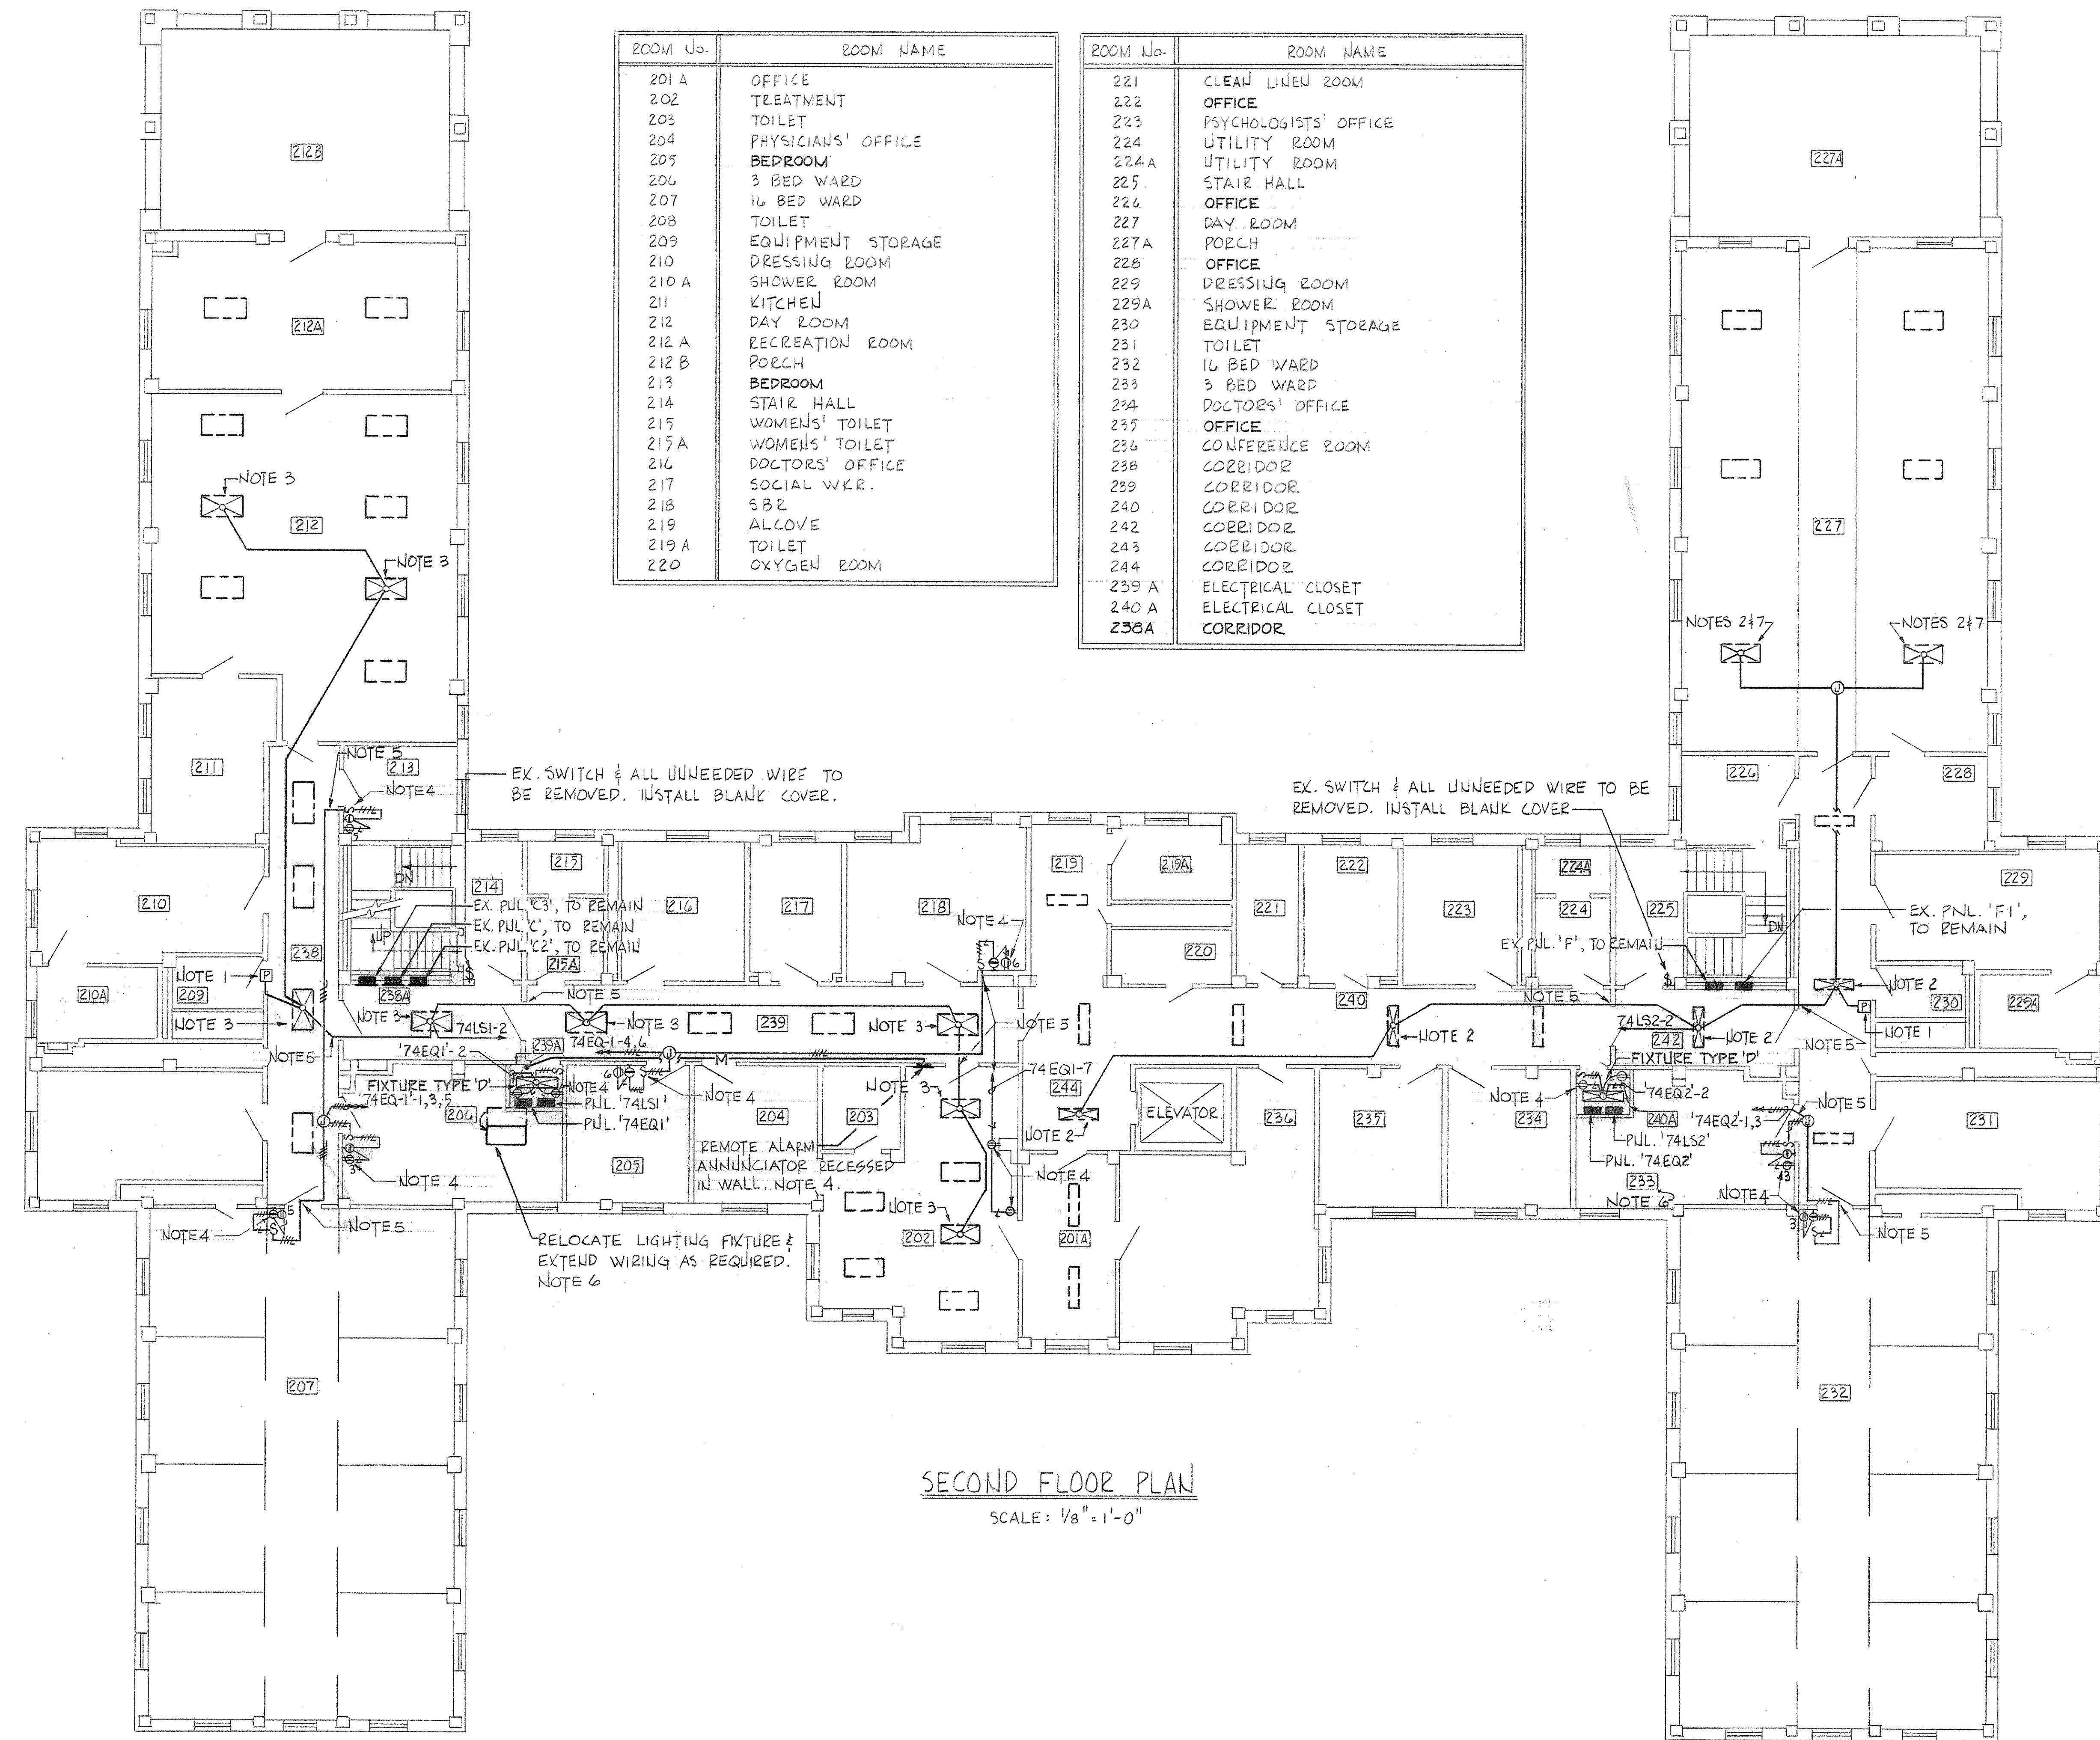 ROOM No. ROOM NAME
201 A OFFICE
202 TREATMENT
203 TOILET
204 PHYSICIANS' OFFICE
205 BEDROOM
206 3 BED WARD
207 16 BED WARD
208 TOILET
209 EQUIPMENT STORAGE
210 DRESSING ROOM
210 A SHOWER ROOM
211 KITCHEN
212 DAY ROOM
212 A RECREATION ROOM
212 B PORCH
213 BEDROOM
214 STAIR HALL
215 WOMENS' TOILET
215 A WOMENS' TOILET
216 DOCTORS' OFFICE
217 SOCIAL WKR.
218 SBR
219 ALCOVE
219 A TOILET
220 OXYGEN ROOM
ROOM No. ROOM NAME
221 CLEAN LINEN ROOM
222 OFFICE
223 PSYCHOLOGISTS' OFFICE
224 UTILITY ROOM
224 A UTILITY ROOM
225 STAIR HALL
226 OFFICE
227 DAY ROOM
227A PORCH
228 OFFICE
229 DRESSING ROOM
229A SHOWER ROOM
230 EQUIPMENT STORAGE
231 TOILET
232 16 BED WARD
233 3 BED WARD
234 DOCTORS' OFFICE
235 OFFICE
236 CONFERENCE ROOM
238 CORRIDOR
239 CORRIDOR
240 CORRIDOR
242 CORRIDOR
243 CORRIDOR
244 CORRIDOR
239 A ELECTRICAL CLOSET
240 A ELECTRICAL CLOSET
238A CORRIDOR
212B
227A
212A
NOTE 3
212
227
NOTE 3
NOTES 2&7
NOTES 2&7
J
NOTE 5
211
213
NOTE 4
S
5
EX. SWITCH & ALL UNNEEDED WIRE TO
BE REMOVED. INSTALL BLANK COVER.
EX. SWITCH & ALL UNNEEDED WIRE TO BE
REMOVED. INSTALL BLANK COVER
226
228
215
219
219A
222
224A
229
DN
214
210
EX. PNL. 'C3', TO REMAIN
EX. PNL. 'C', TO REMAIN
EX. PNL. 'C2', TO REMAIN
UP
216
217
218
NOTE 4
S
6
221
223
224
225
DN
EX. PNL. 'F1',
TO REMAIN
EX. PNL. 'F', TO REMAIN
220
238
NOTE 1
P
209
210A
NOTE 3
238A
215A
$
NOTE 5
NOTE 3
74LS1-2
NOTE 3
239
NOTE 3
NOTE 5
240
NOTE 5
$
NOTE 2
NOTE 2
P
NOTE 1
230
229A
74LS2-2
NOTE 2
242
NOTE 5
NOTE 5
'74EQ1'-2
239A
74EQ-1-4,6
J
M
FIXTURE TYPE 'D'
NOTE 4
'74EQ-1'-1,3,5
206
PNL. '74LS1'
PNL. '74EQ1'
6
S
NOTE 4
204
203
NOTE 3
74 EQ1-7
244
NOTE 2
ELEVATOR
236
235
234
FIXTURE TYPE 'D'
NOTE 4
'74EQ2'-2
240A
'74EQ2'-1,3
PNL. '74LS2'
PNL. '74EQ2'
NOTE 5
J
231
J
S
3
NOTE 4
205
REMOTE ALARM
ANNUNCIATOR RECESSED
IN WALL. NOTE 4.
NOTE 4
233
NOTE 6
NOTE 4
S
3
3
S
NOTE 5
NOTE 4
5
S
NOTE 5
RELOCATE LIGHTING FIXTURE &
EXTEND WIRING AS REQUIRED.
NOTE 6
NOTE 3
202
201A
207
232
SECOND FLOOR PLAN
SCALE: 1/8" = 1'-0"